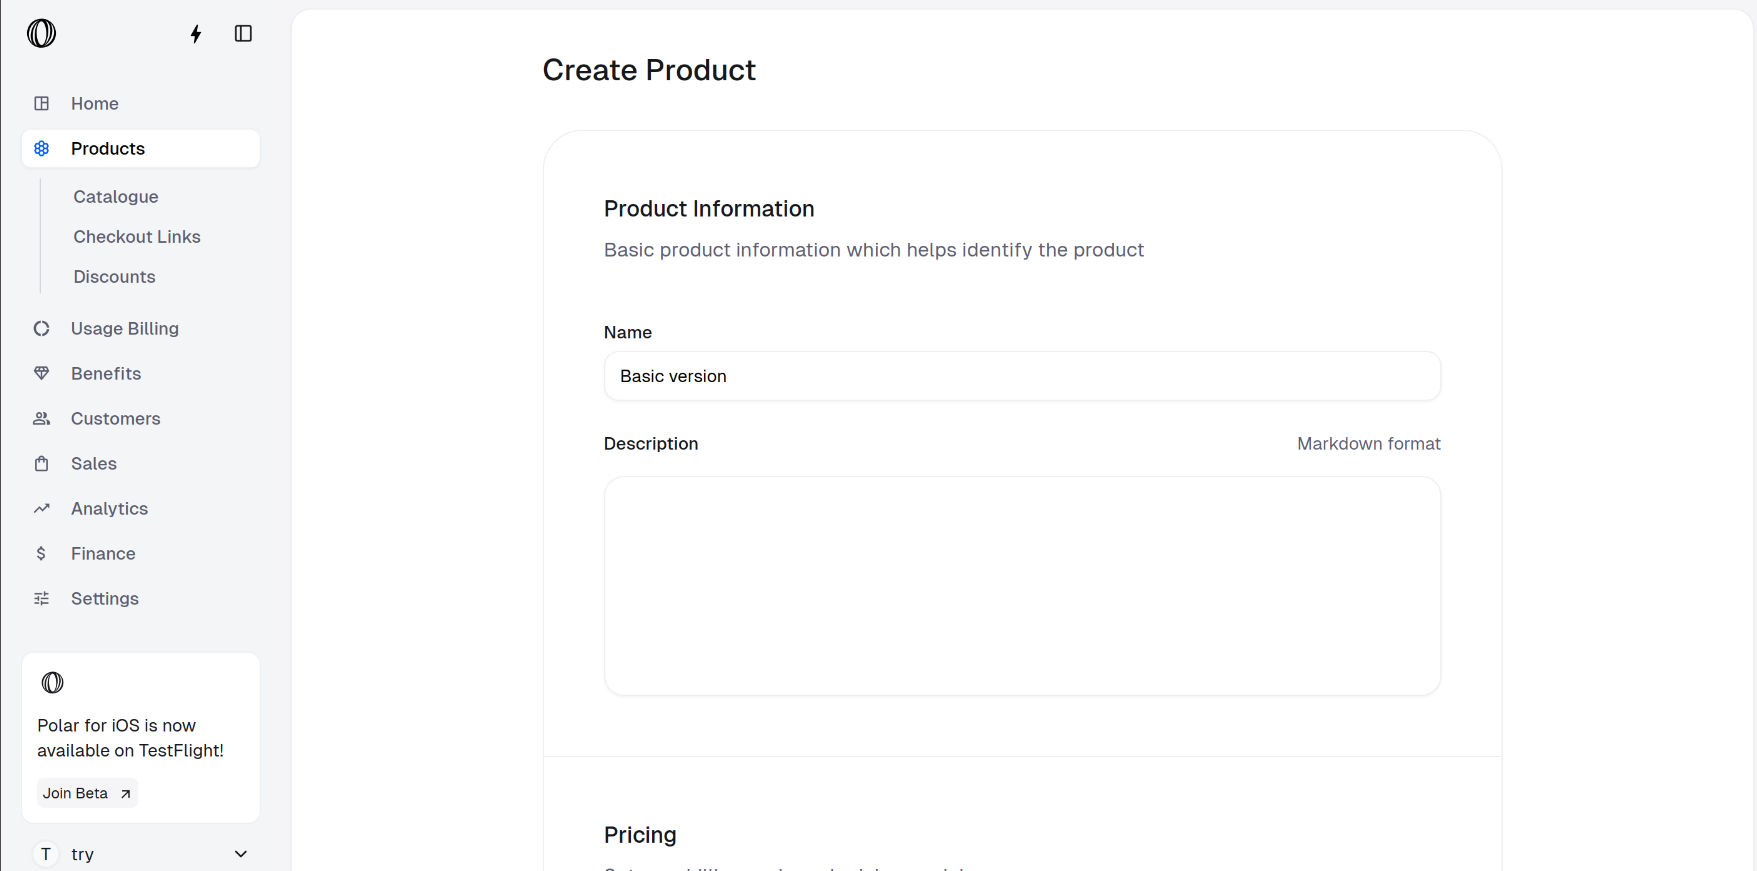 Create Product
Home
Products
Catalogue
Checkout Links
Discounts
Usage Billing
Benefits
Customers
Sales
Analytics
Finance
Settings
Polar for iOS is now
available on TestFlight!
Join Beta
T try
Product Information
Basic product information which helps identify the product
Name
Basic version
Description Markdown format
Pricing